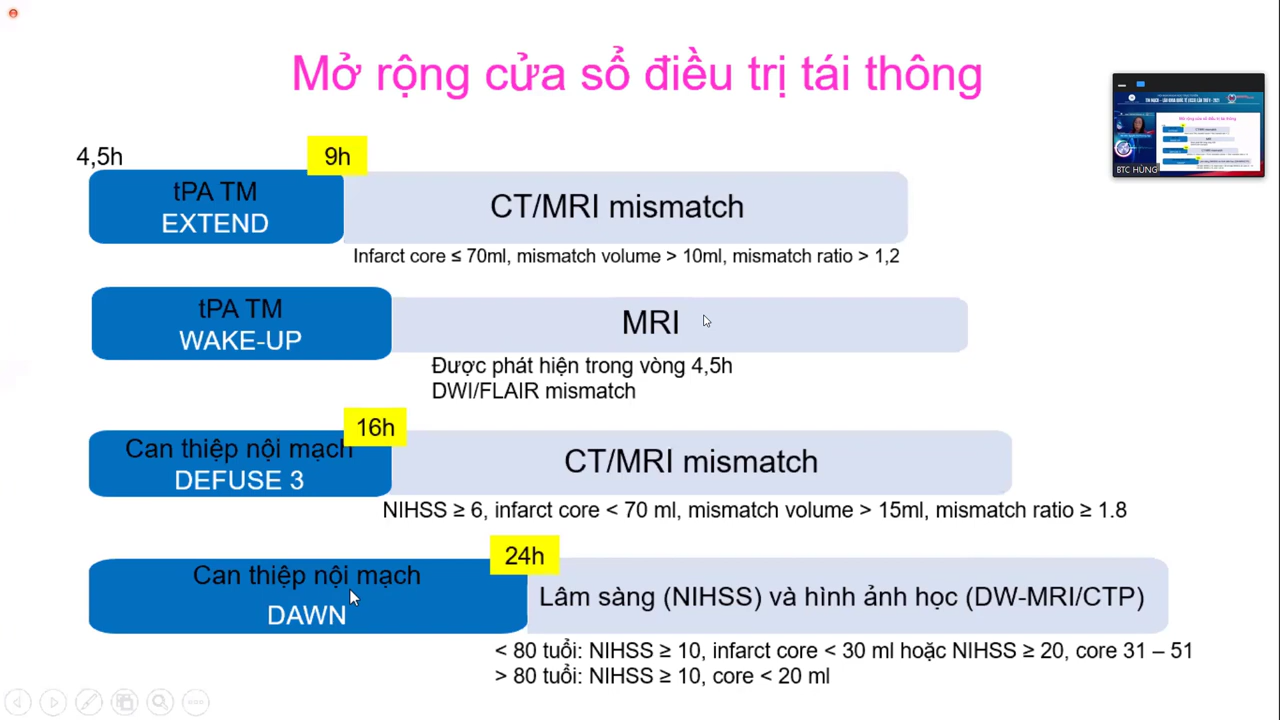 Mở rộng cửa sổ điều trị tái thông
4,5h
9h
tPA TM
EXTEND
CT/MRI mismatch
Infarct core ≤ 70ml, mismatch volume > 10ml, mismatch ratio > 1,2
tPA TM
WAKE-UP
MRI
Được phát hiện trong vòng 4,5h
DWI/FLAIR mismatch
16h
Can thiệp nội mạch
DEFUSE 3
CT/MRI mismatch
NIHSS ≥ 6, infarct core < 70 ml, mismatch volume > 15ml, mismatch ratio ≥ 1.8
24h
Can thiệp nội mạch
DAWN
Lâm sàng (NIHSS) và hình ảnh học (DW-MRI/CTP)
< 80 tuổi: NIHSS ≥ 10, infarct core < 30 ml hoặc NIHSS ≥ 20, core 31 – 51
> 80 tuổi: NIHSS ≥ 10, core < 20 ml
BTC HÙNG